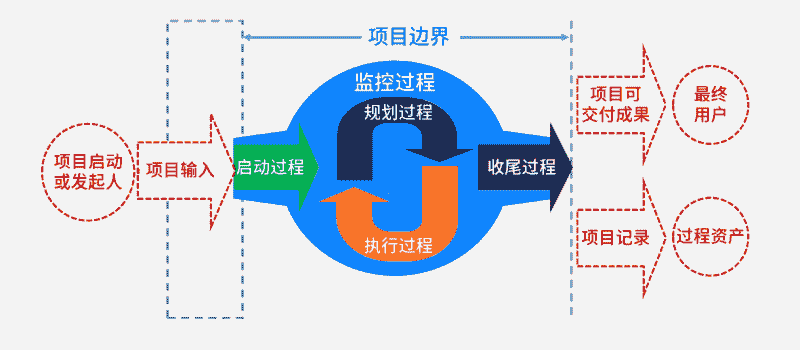 项目边界
监控过程
规划过程
项目启动
或发起人
项目输入
启动过程
收尾过程
执行过程
项目可
交付成果
最终
用户
项目记录
过程资产